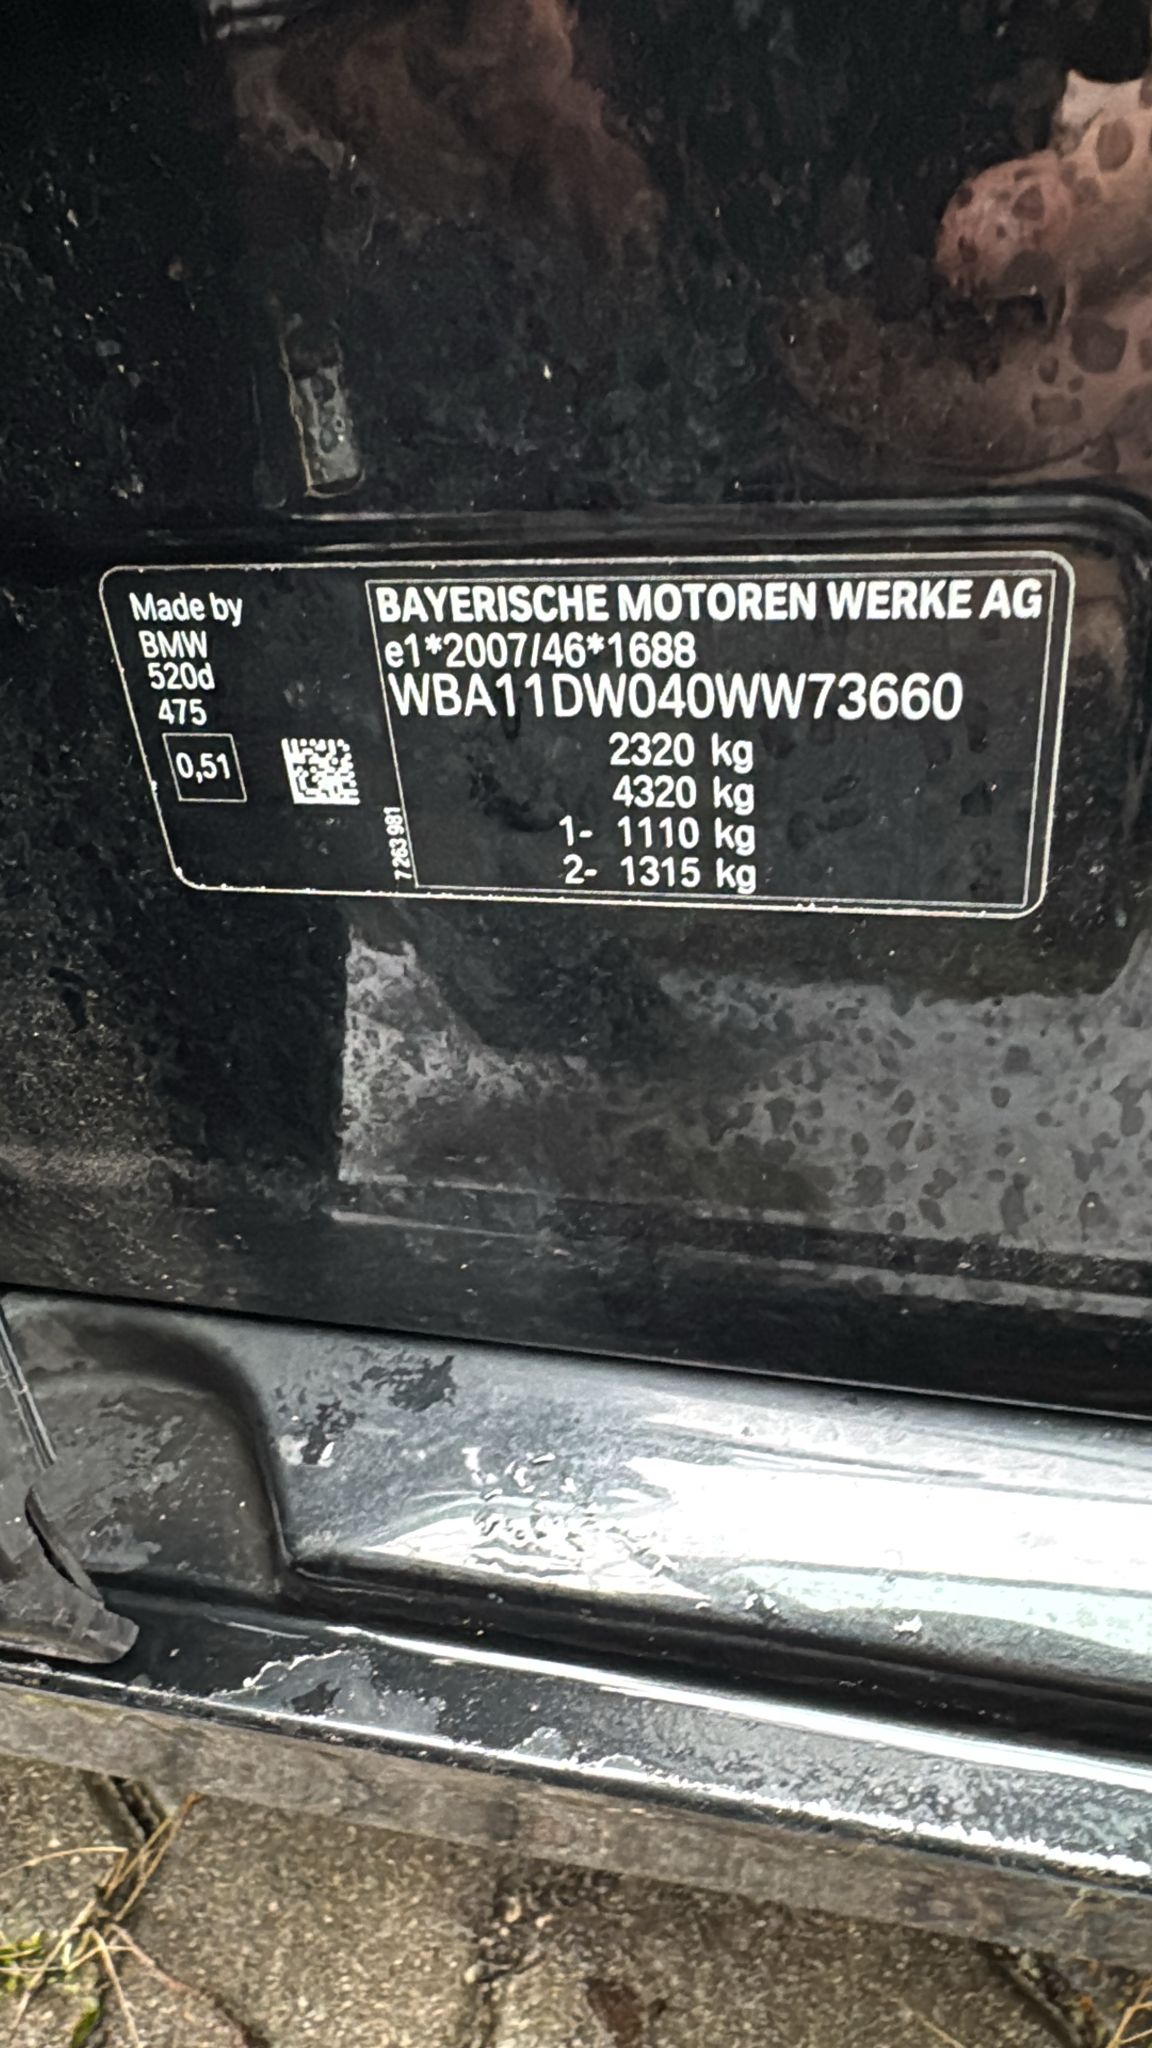 Made by
BMW
520d
475
0,51
7 263 981
BAYERISCHE MOTOREN WERKE AG
e1*2007/46*1688
WBA11DW040WW73660
2320 kg
4320 kg
1- 1110 kg
2- 1315 kg